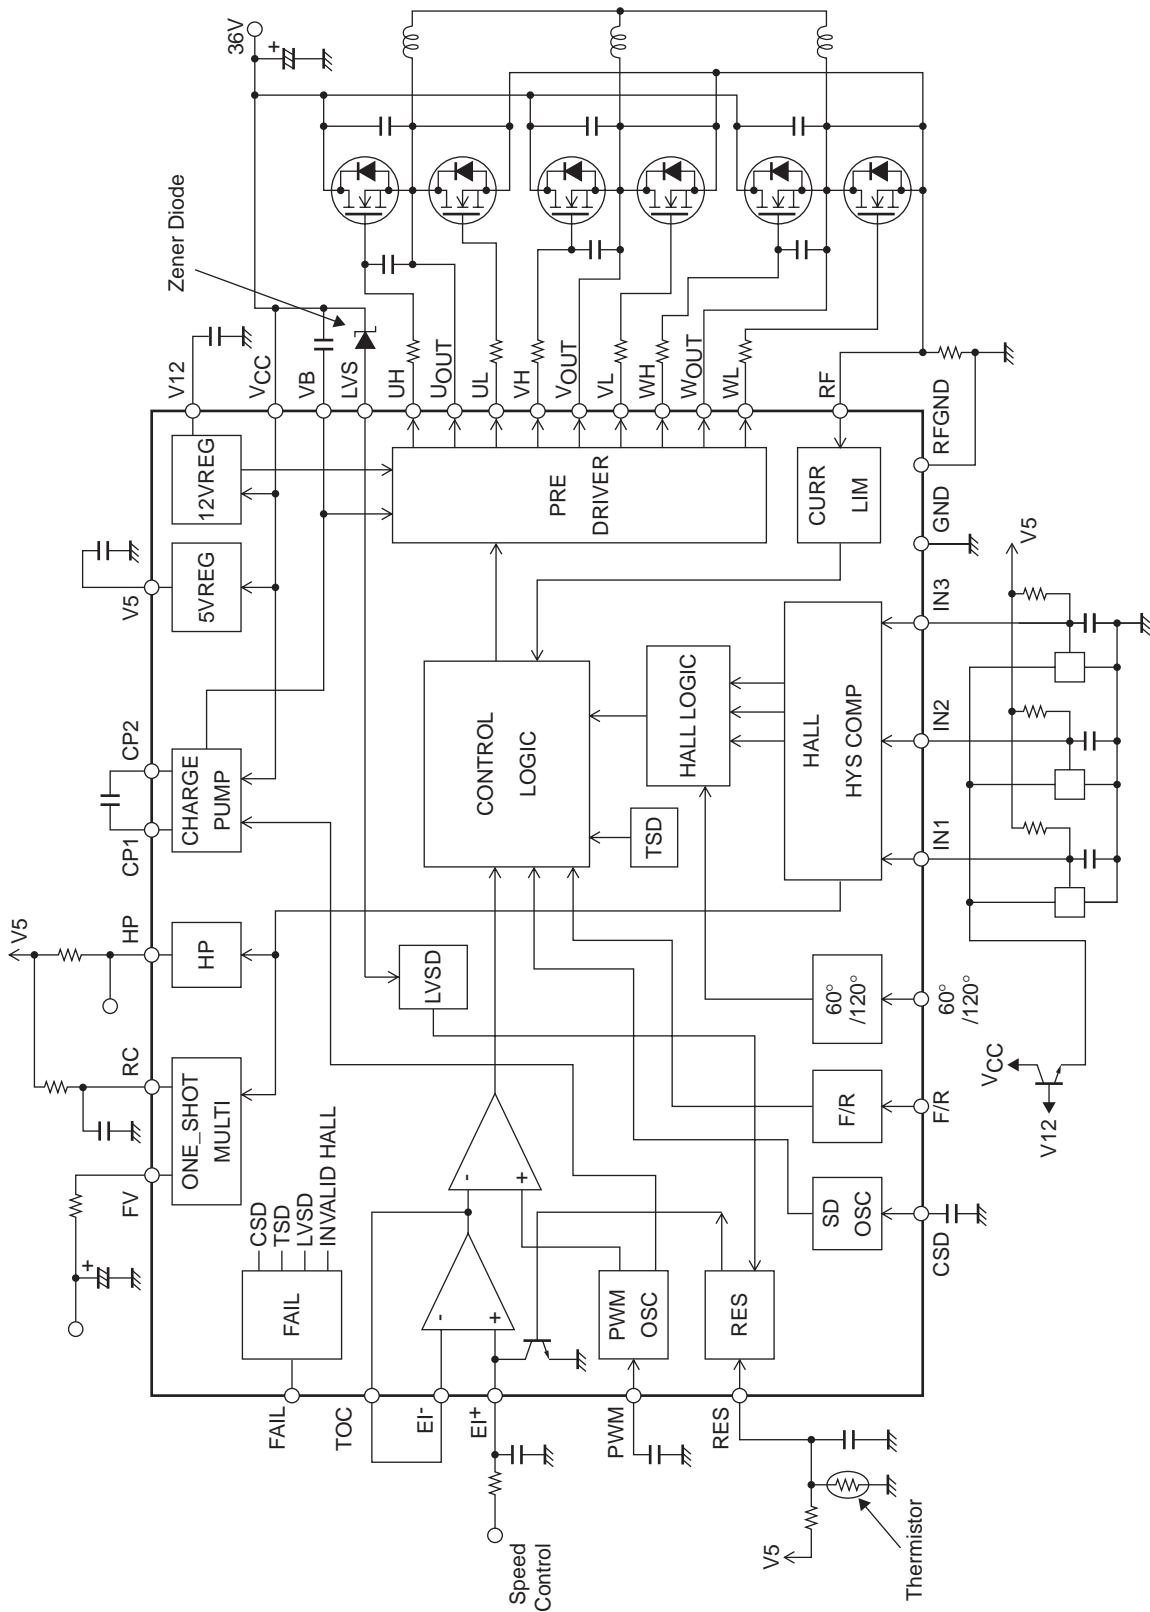 36V
Zener Diode
V12
VCC
VB
LVS
UH
UOUT
UL
VH
VOUT
VL
WH
WOUT
WL
RF
RFGND
GND
12VREG
5VREG
V5
PRE
DRIVER
CURR
LIM
V5
IN3
IN2
IN1
CP2
CP1
CHARGE
PUMP
CONTROL
LOGIC
HALL LOGIC
HALL
HYS COMP
TSD
V5
HP
HP
LVSD
60°
/120°
60°
/120°
RC
ONE_SHOT
MULTI
FV
F/R
F/R
VCC
V12
SD
OSC
CSD
CSD
TSD
LVSD
INVALID HALL
FAIL
-
+
-
+
PWM
OSC
RES
FAIL
TOC
EI-
EI+
PWM
RES
+
+
Speed
Control
V5
Thermistor